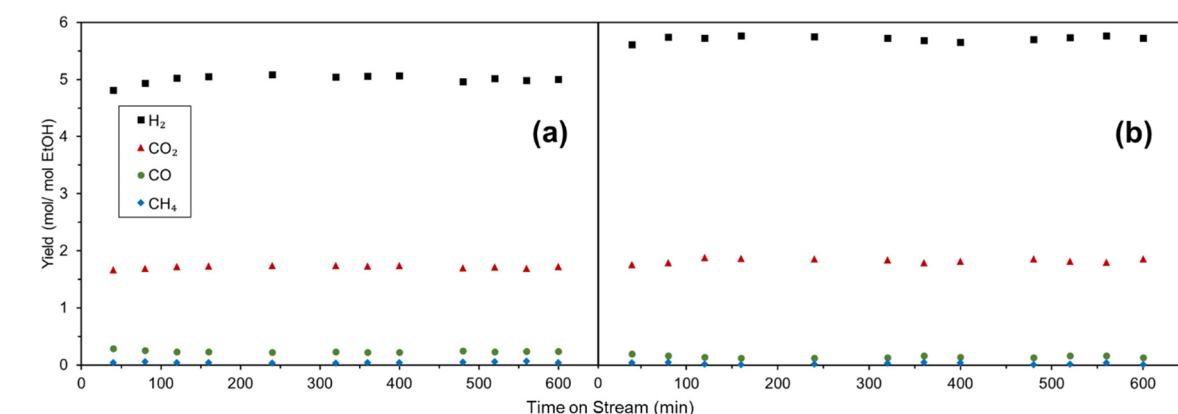 6
5
4
3
2
1
0
Yield (mol/ mol EtOH)
H₂
CO₂
CO
CH₄
(a)
(b)
0 100 200 300 400 500 600 0 100 200 300 400 500 600
Time on Stream (min)